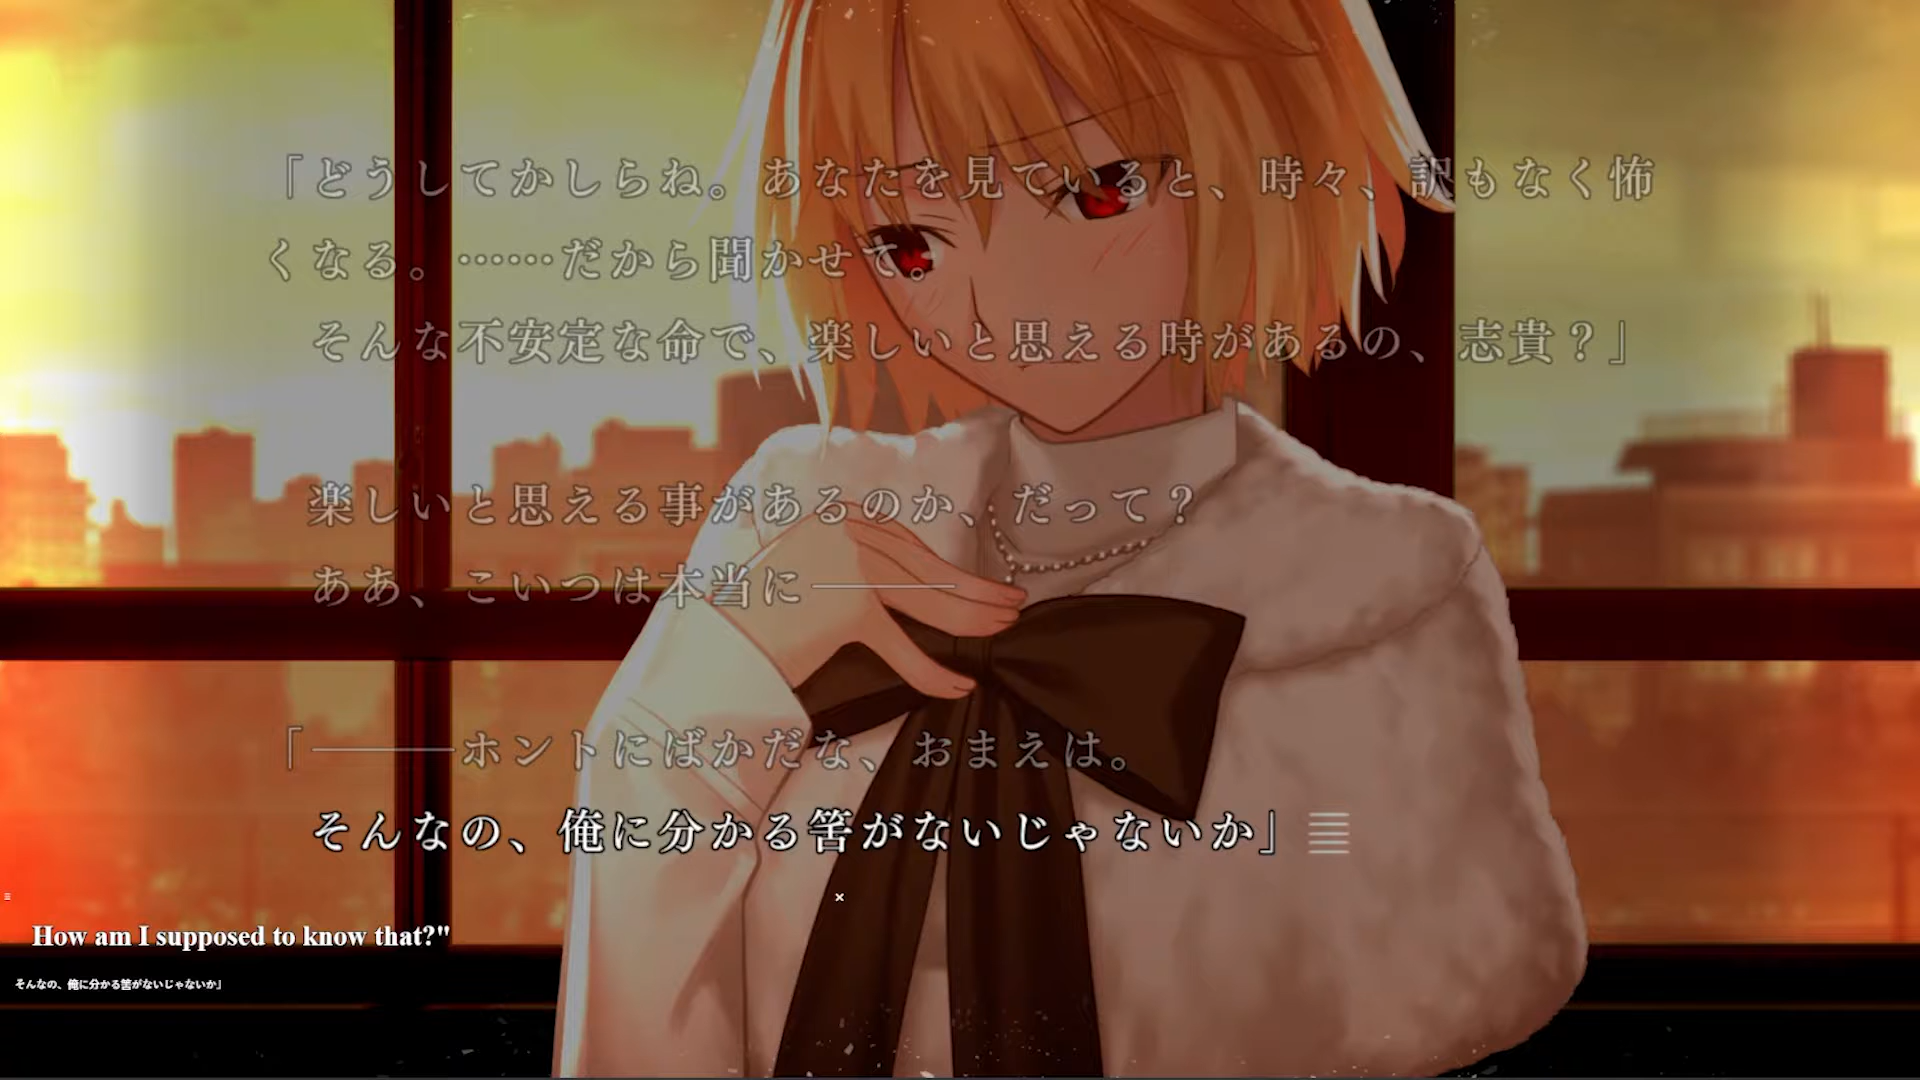 「どうしてかしらね。あなたを見ていると、時々、訳もなく怖
くなる。……だから聞かせて。
そんな不安定な命で、楽しいと思える時があるの、志貴？」
楽しいと思える事があるのか、だって？
ああ、こいつは本当に―――
「―――ホントにばかだな、おまえは。
そんなの、俺に分かる筈がないじゃないか」
How am I supposed to know that?"
そんなの、俺に分かる筈がないじゃないか」